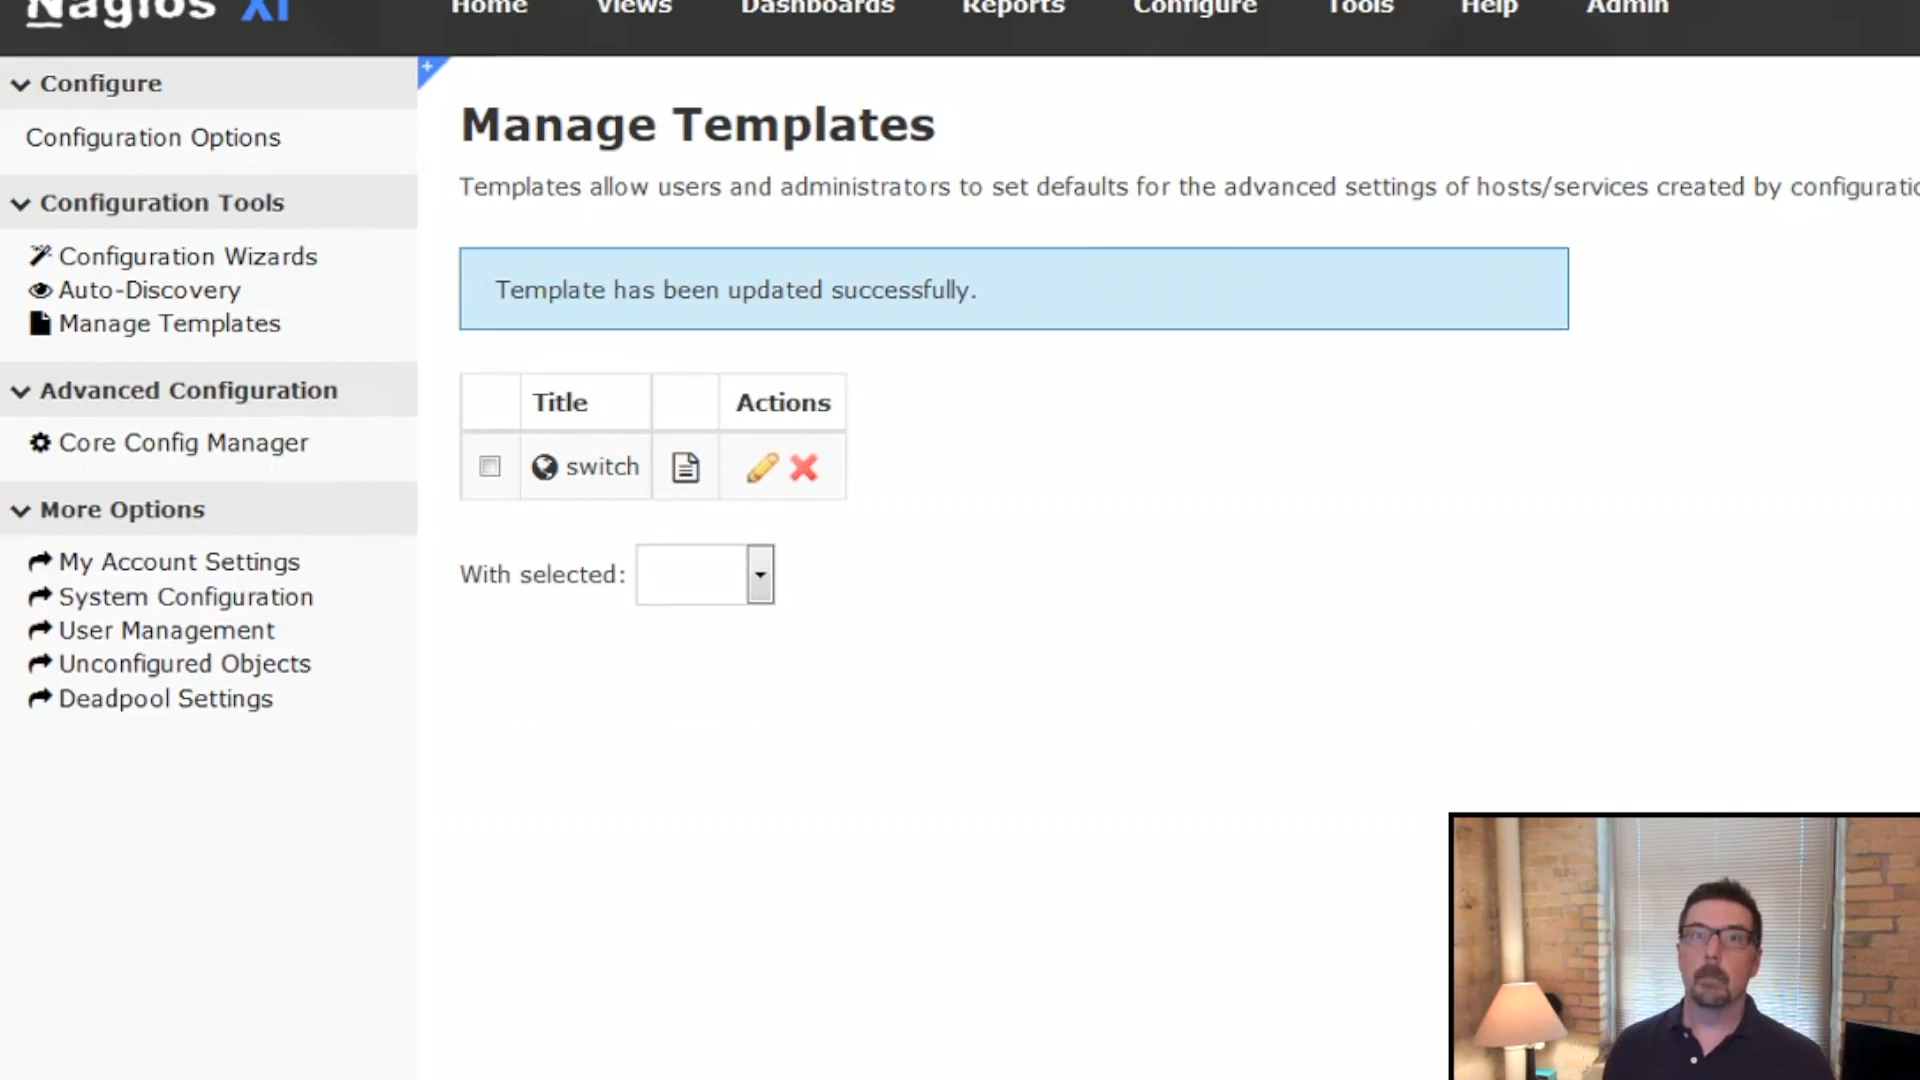 Nagios XI
Home Views Dashboards Reports Configure Tools Help Admin
Configure
Configuration Options
Configuration Tools
Configuration Wizards
Auto-Discovery
Manage Templates
Advanced Configuration
Core Config Manager
More Options
My Account Settings
System Configuration
User Management
Unconfigured Objects
Deadpool Settings
Manage Templates
Templates allow users and administrators to set defaults for the advanced settings of hosts/services created by configuratio
Template has been updated successfully.
Title Actions
switch
With selected: